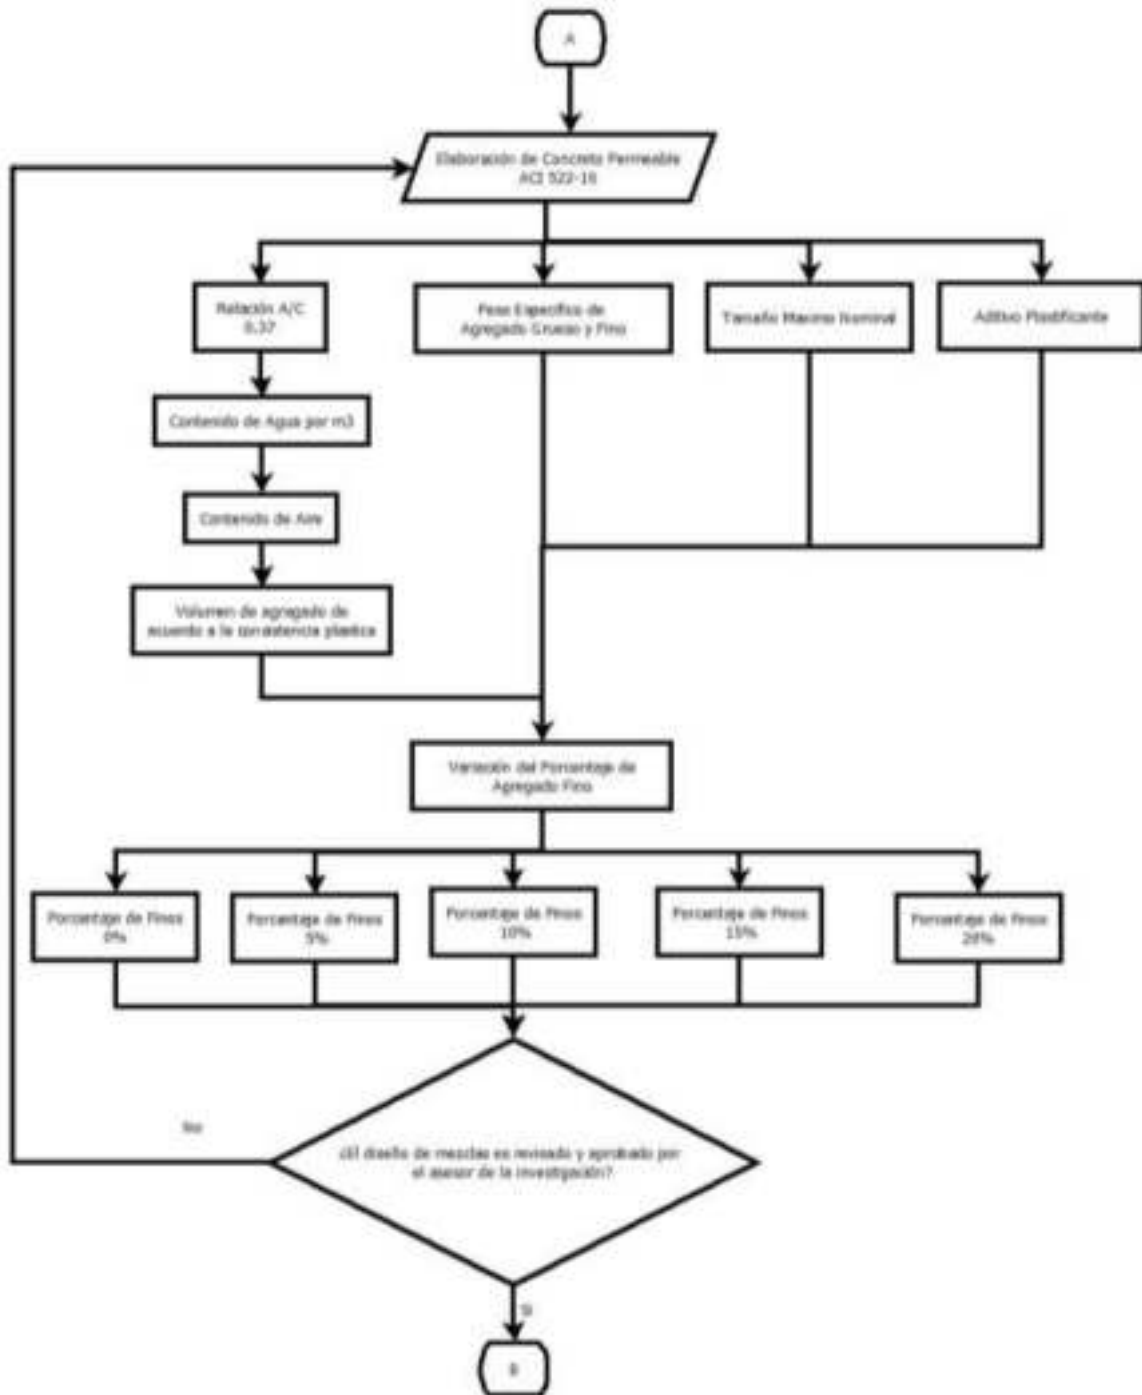 A
Elaboración de Concreto Permeable
ACI 522-10
Relación A/C
0.37
Peso Específico de
Agregado Grueso y Fino
Tamaño Maximo Nominal
Aditivo Plastificante
Contenido de Agua por m3
Contenido de Aire
Volumen de agregado de
acuerdo a la consistencia plastica
Variación del Porcentaje de
Agregado Fino
Porcentaje de Finos
0%
Porcentaje de Finos
5%
Porcentaje de Finos
10%
Porcentaje de Finos
15%
Porcentaje de Finos
20%
¿El diseño de mezclas es revisado y aprobado por
el asesor de la investigación?
No
Si
B